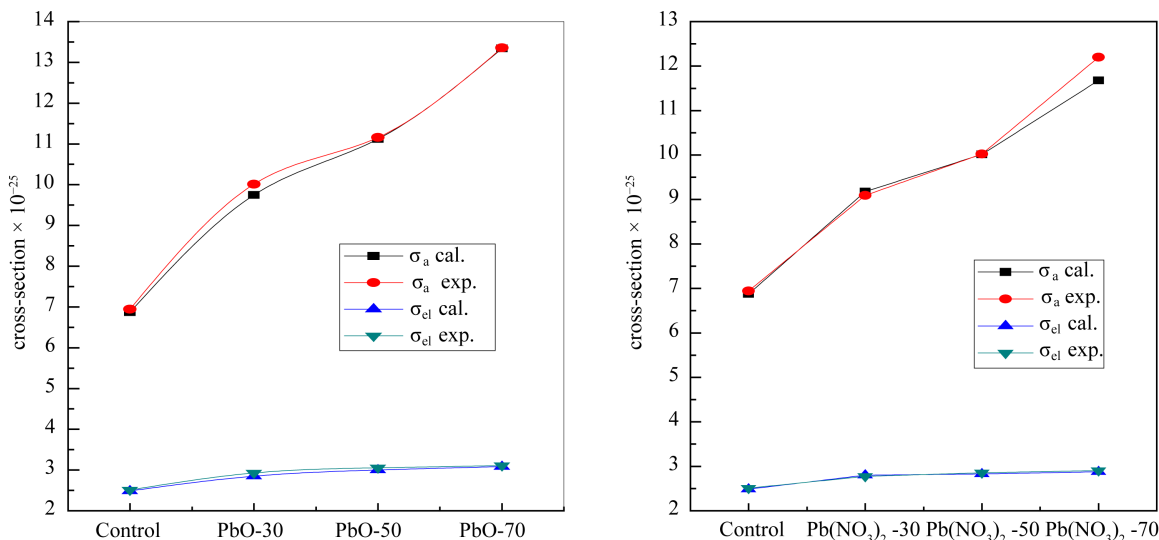 14
13
12
11
10
9
8
7
6
5
4
3
2
cross-section × 10⁻²⁵
σₐ cal.
σₐ exp.
σₑₗ cal.
σₑₗ exp.
Control PbO-30 PbO-50 PbO-70
13
12
11
10
9
8
7
6
5
4
3
2
cross-section × 10⁻²⁵
σₐ cal.
σₐ exp.
σₑₗ cal.
σₑₗ exp.
Control Pb(NO₃)₂ -30 Pb(NO₃)₂ -50 Pb(NO₃)₂ -70